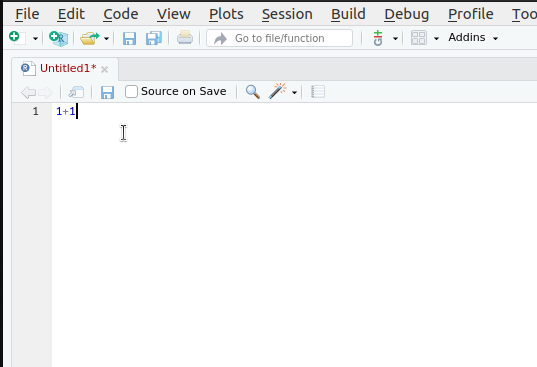 File Edit Code View Plots Session Build Debug Profile Too
Go to file/function Addins
Untitled1*
Source on Save
1 1+1